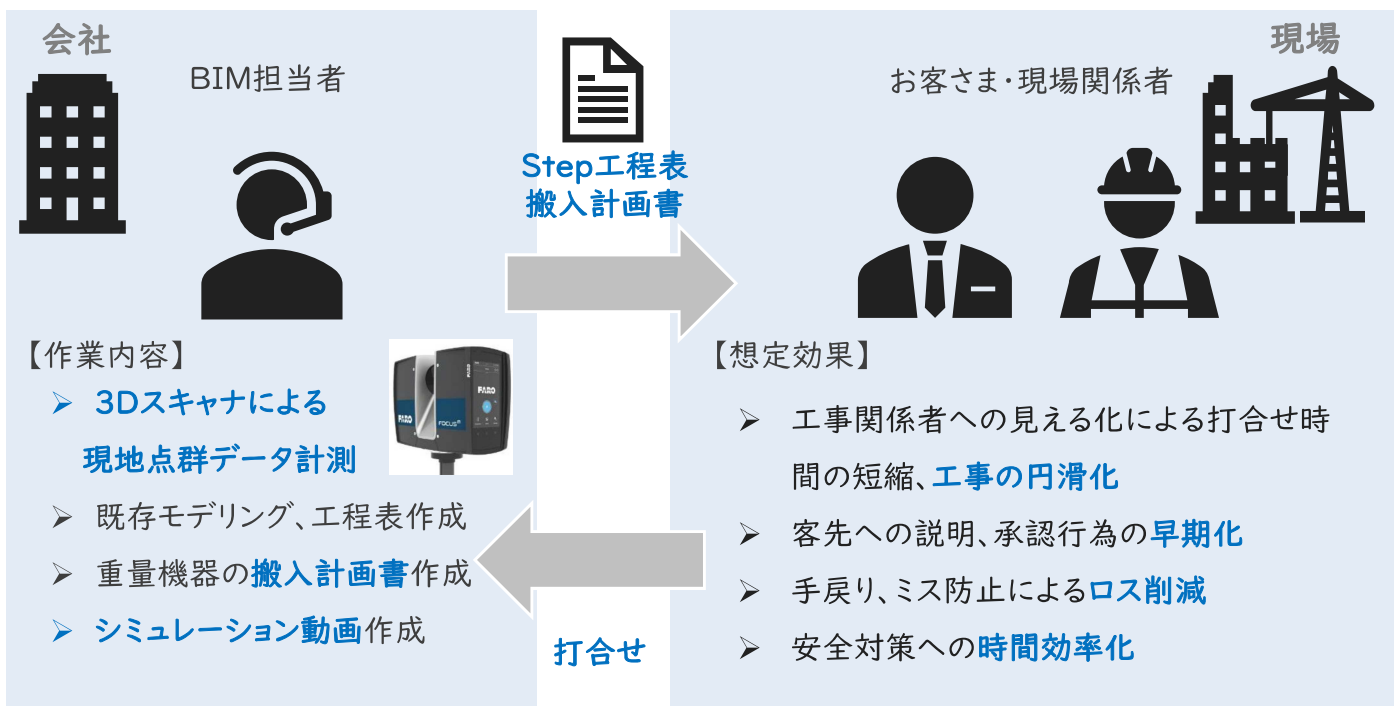 会社
BIM担当者
Step工程表
搬入計画書
お客さま・現場関係者
現場
【作業内容】
➢ 3Dスキャナによる
現地点群データ計測
➢ 既存モデリング、工程表作成
➢ 重量機器の搬入計画書作成
➢ シミュレーション動画作成
FARO
FARO
FOCUS
打合せ
【想定効果】
➢ 工事関係者への見える化による打合せ時
間の短縮、工事の円滑化
➢ 客先への説明、承認行為の早期化
➢ 手戻り、ミス防止によるロス削減
➢ 安全対策への時間効率化